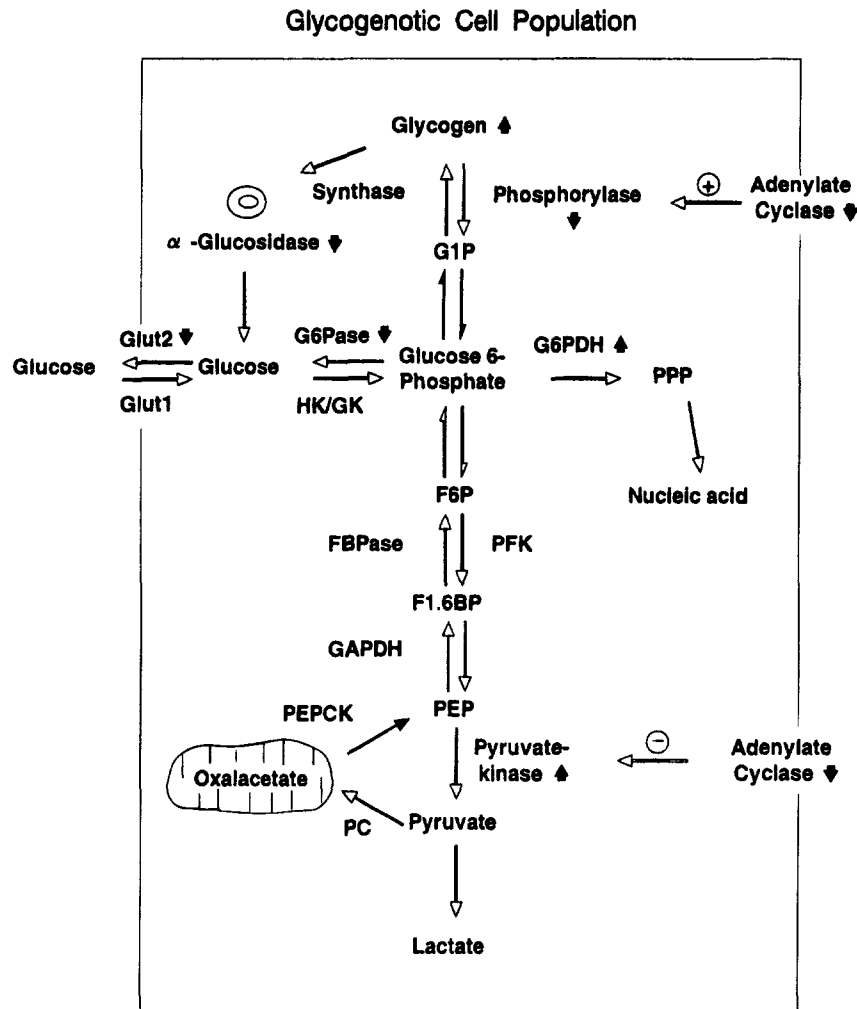 Glycogenotic Cell Population
Glycogen
Synthase
Phosphorylase
Adenylate
Cyclase
α -Glucosidase
G1P
Glut2
G6Pase
G6PDH
Glucose
Glucose
Glucose 6-
Phosphate
PPP
Glut1
HK/GK
F6P
Nucleic acid
FBPase
PFK
F1.6BP
GAPDH
PEP
PEPCK
Pyruvate-
kinase
Adenylate
Cyclase
Oxalacetate
PC
Pyruvate
Lactate